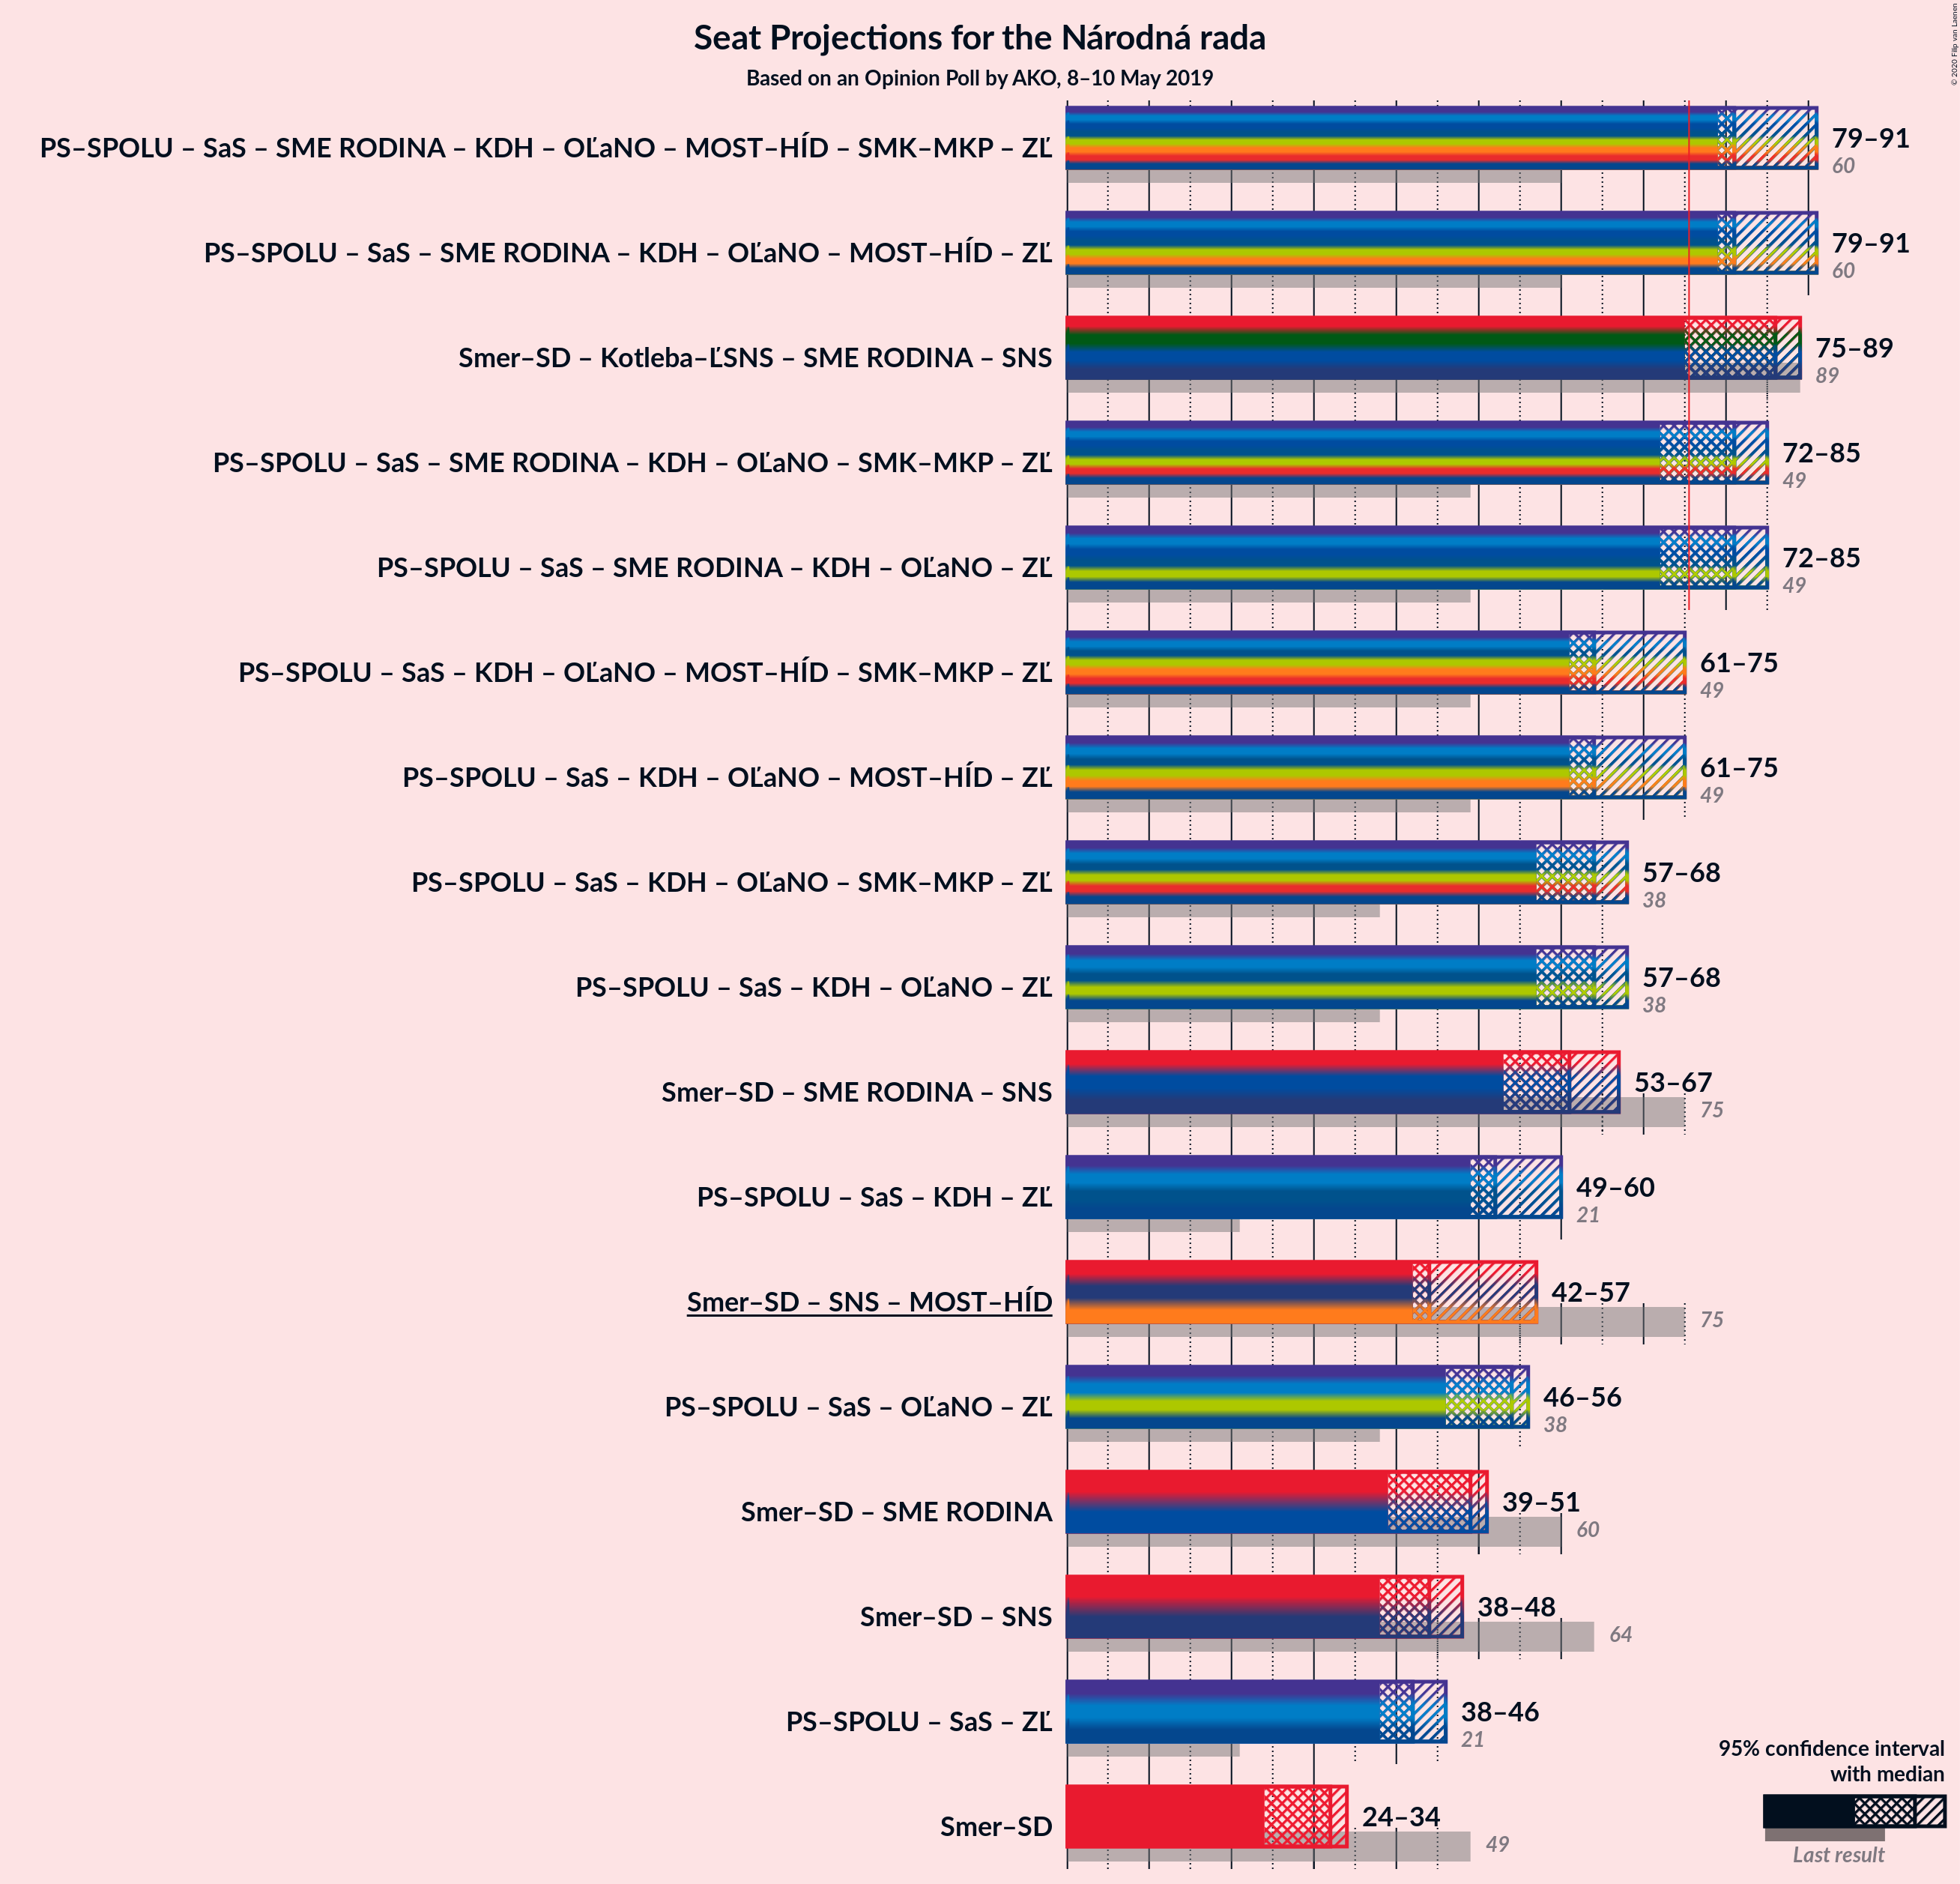 Seat Projections for the Národná rada
Based on an Opinion Poll by AKO, 8–10 May 2019
© 2020 Filip van Laenen
PS–SPOLU – SaS – SME RODINA – KDH – OĽaNO – MOST–HÍD – SMK–MKP – ZĽ
79–91
60
PS–SPOLU – SaS – SME RODINA – KDH – OĽaNO – MOST–HÍD – ZĽ
79–91
60
Smer–SD – Kotleba–ĽSNS – SME RODINA – SNS
75–89
89
PS–SPOLU – SaS – SME RODINA – KDH – OĽaNO – SMK–MKP – ZĽ
72–85
49
PS–SPOLU – SaS – SME RODINA – KDH – OĽaNO – ZĽ
72–85
49
PS–SPOLU – SaS – KDH – OĽaNO – MOST–HÍD – SMK–MKP – ZĽ
61–75
49
PS–SPOLU – SaS – KDH – OĽaNO – MOST–HÍD – ZĽ
61–75
49
PS–SPOLU – SaS – KDH – OĽaNO – SMK–MKP – ZĽ
57–68
38
PS–SPOLU – SaS – KDH – OĽaNO – ZĽ
57–68
38
Smer–SD – SME RODINA – SNS
53–67
75
PS–SPOLU – SaS – KDH – ZĽ
49–60
21
Smer–SD – SNS – MOST–HÍD
42–57
75
PS–SPOLU – SaS – OĽaNO – ZĽ
46–56
38
Smer–SD – SME RODINA
39–51
60
Smer–SD – SNS
38–48
64
PS–SPOLU – SaS – ZĽ
38–46
21
Smer–SD
24–34
49
95% confidence interval
with median
Last result